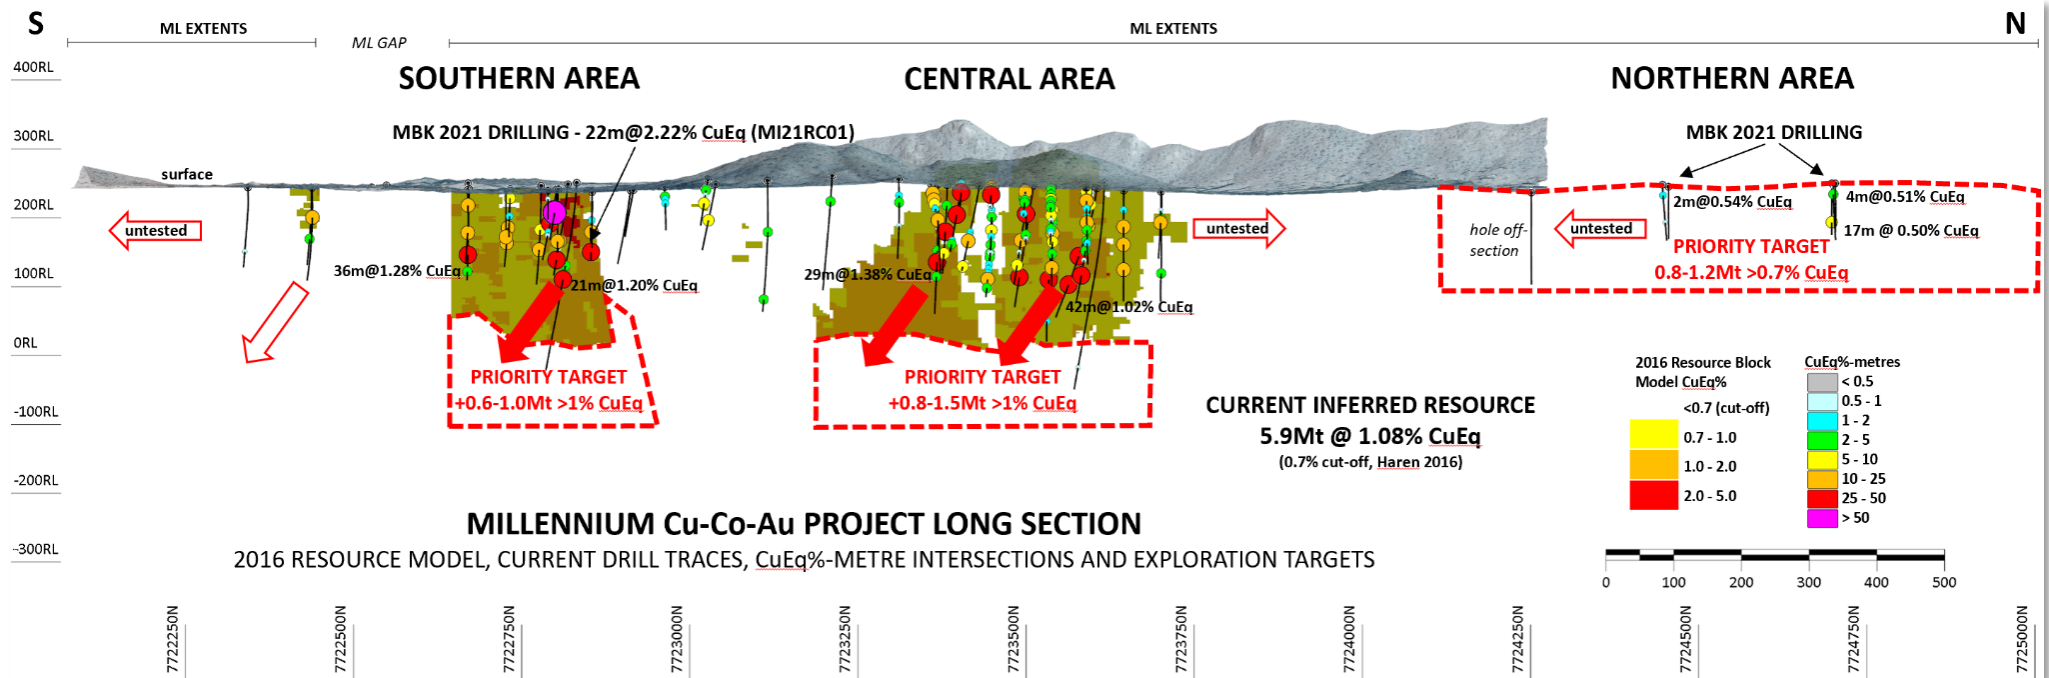 S
ML EXTENTS
ML GAP
ML EXTENTS
N
400RL
SOUTHERN AREA
CENTRAL AREA
NORTHERN AREA
300RL
MBK 2021 DRILLING - 22m@2.22% CuEq (MI21RC01)
MBK 2021 DRILLING
surface
200RL
2m@0.54% CuEq
4m@0.51% CuEq
untested
untested
hole off-
section
untested
17m @ 0.50% CuEq
PRIORITY TARGET
0.8-1.2Mt >0.7% CuEq
100RL
36m@1.28% CuEq
21m@1.20% CuEq
29m@1.38% CuEq
42m@1.02% CuEq
0RL
PRIORITY TARGET
+0.6-1.0Mt >1% CuEq
PRIORITY TARGET
+0.8-1.5Mt >1% CuEq
-100RL
CURRENT INFERRED RESOURCE
5.9Mt @ 1.08% CuEq
(0.7% cut-off, Haren 2016)
2016 Resource Block
Model CuEq%
<0.7 (cut-off)
0.7 - 1.0
1.0 - 2.0
2.0 - 5.0
CuEq%-metres
< 0.5
0.5 - 1
1 - 2
2 - 5
5 - 10
10 - 25
25 - 50
> 50
-200RL
MILLENNIUM Cu-Co-Au PROJECT LONG SECTION
-300RL
2016 RESOURCE MODEL, CURRENT DRILL TRACES, CuEq%-METRE INTERSECTIONS AND EXPLORATION TARGETS
0 100 200 300 400 500
7722250N
7722500N
7722750N
7723000N
7723250N
7723500N
7723750N
7724000N
7724250N
7724500N
7724750N
7725000N